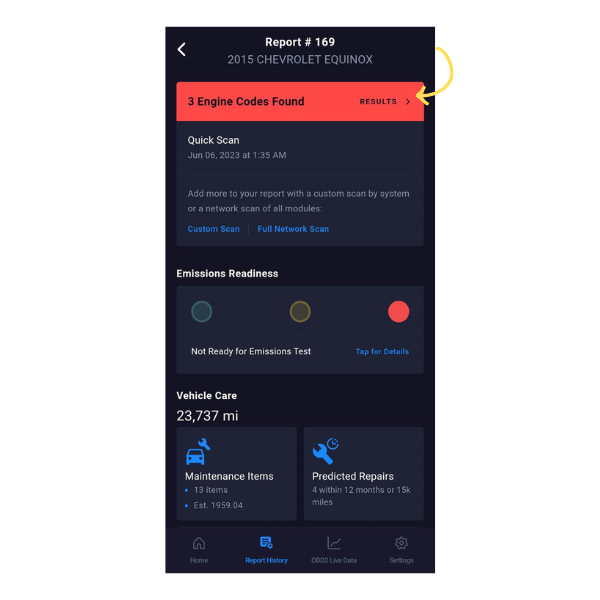 Report # 169
2015 CHEVROLET EQUINOX
3 Engine Codes Found
RESULTS
Quick Scan
Jun 06, 2023 at 1:35 AM
Add more to your report with a custom scan by system
or a network scan of all modules:
Custom Scan
Full Network Scan
Emissions Readiness
Not Ready for Emissions Test
Tap for Details
Vehicle Care
23,737 mi
Maintenance Items
13 items
Est. 1959.04
Predicted Repairs
4 within 12 months or 15k
miles
Home
Report History
OBD2 Live Data
Settings